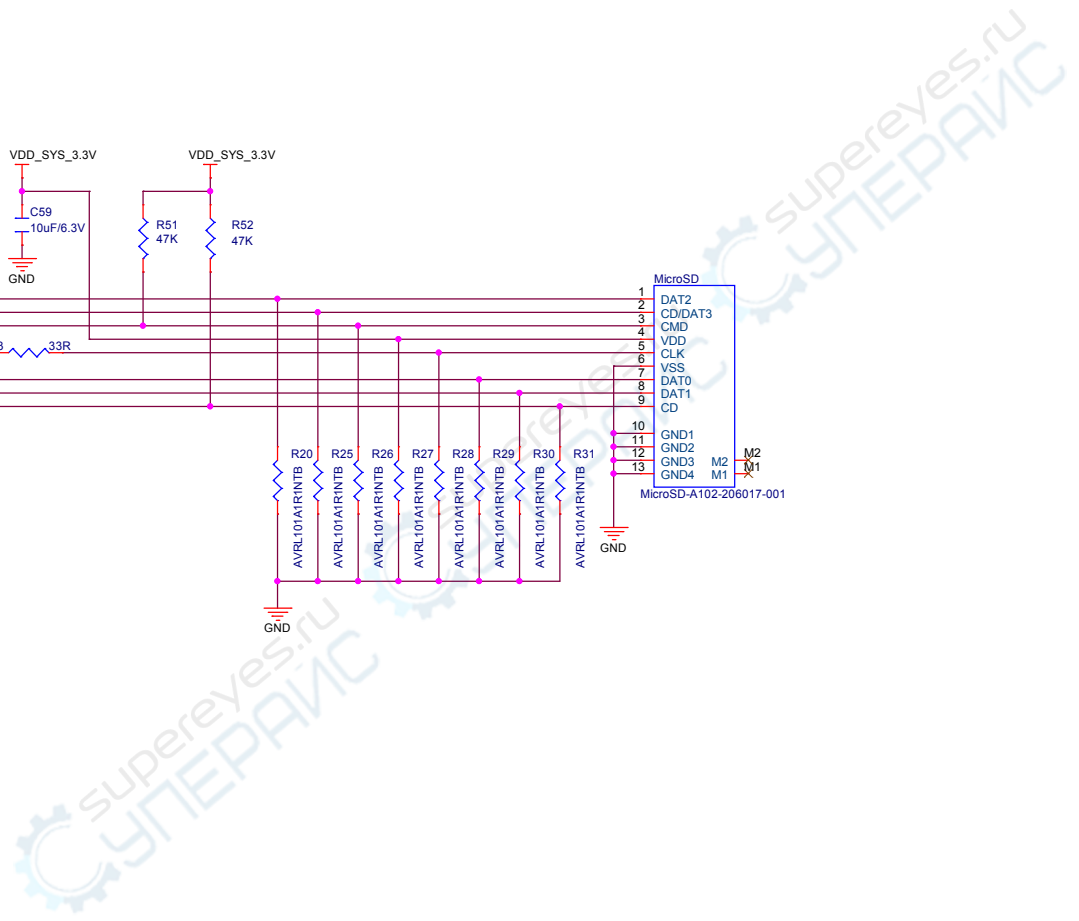 supereyes.ru
СУПЕРАЙС
VDD_SYS_3.3V
VDD_SYS_3.3V
C59
10uF/6.3V
GND
R51
47K
R52
47K
33R
MicroSD
1 DAT2
2 CD/DAT3
3 CMD
4 VDD
5 CLK
6 VSS
7 DAT0
8 DAT1
9 CD
10 GND1
11 GND2
12 GND3 M2 M2
13 GND4 M1 M1
MicroSD-A102-206017-001
GND
R20
AVRL101A1R1NTB
R25
AVRL101A1R1NTB
R26
AVRL101A1R1NTB
R27
AVRL101A1R1NTB
R28
AVRL101A1R1NTB
R29
AVRL101A1R1NTB
R30
AVRL101A1R1NTB
R31
AVRL101A1R1NTB
GND
supereyes
СУПЕРАЙС
supereyes.ru
СУПЕРАЙС